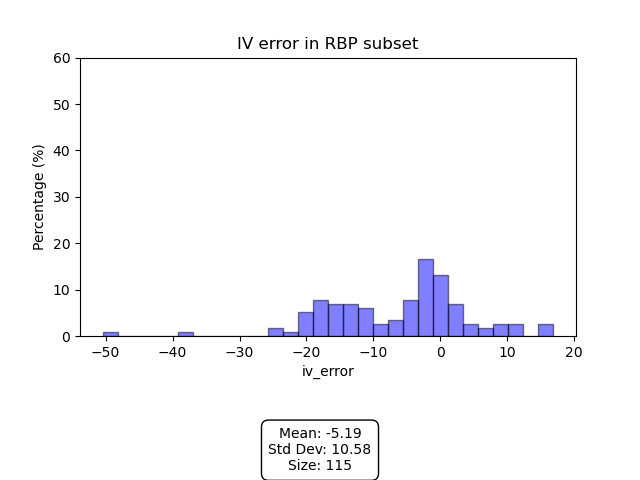 IV error in RBP subset
60
50
40
30
20
10
0
Percentage (%)
−50 −40 −30 −20 −10 0 10 20
iv_error
Mean: -5.19
Std Dev: 10.58
Size: 115